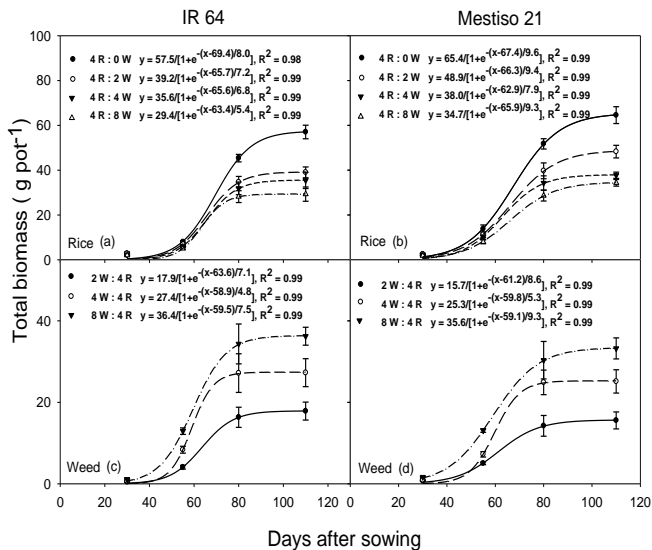 IR 64
Mestiso 21
Total biomass ( g pot-1)
100
80
60
40
20
0
4 R : 0 W y = 57.5/[1+e-(x-69.4)/8.0], R2 = 0.98
4 R : 2 W y = 39.2/[1+e-(x-65.7)/7.2], R2 = 0.99
4 R : 4 W y = 35.6/[1+e-(x-65.6)/6.8], R2 = 0.99
4 R : 8 W y = 29.4/[1+e-(x-63.4)/5.4], R2 = 0.99
Rice (a)
4 R : 0 W y = 65.4/[1+e-(x-67.4)/9.6], R2 = 0.99
4 R : 2 W y = 48.9/[1+e-(x-66.3)/9.4], R2 = 0.99
4 R : 4 W y = 38.0/[1+e-(x-62.9)/7.9], R2 = 0.99
4 R : 8 W y = 34.7/[1+e-(x-65.9)/9.3], R2 = 0.99
Rice (b)
40
20
0
2 W : 4 R y = 17.9/[1+e-(x-63.6)/7.1], R2 = 0.99
4 W : 4 R y = 27.4/[1+e-(x-58.9)/4.8], R2 = 0.99
8 W : 4 R y = 36.4/[1+e-(x-59.5)/7.5], R2 = 0.99
Weed (c)
2 W : 4 R y = 15.7/[1+e-(x-61.2)/8.6], R2 = 0.99
4 W : 4 R y = 25.3/[1+e-(x-59.8)/5.3], R2 = 0.99
8 W : 4 R y = 35.6/[1+e-(x-59.1)/9.3], R2 = 0.99
Weed (d)
0 20 40 60 80 100 120
0 20 40 60 80 100 120
Days after sowing